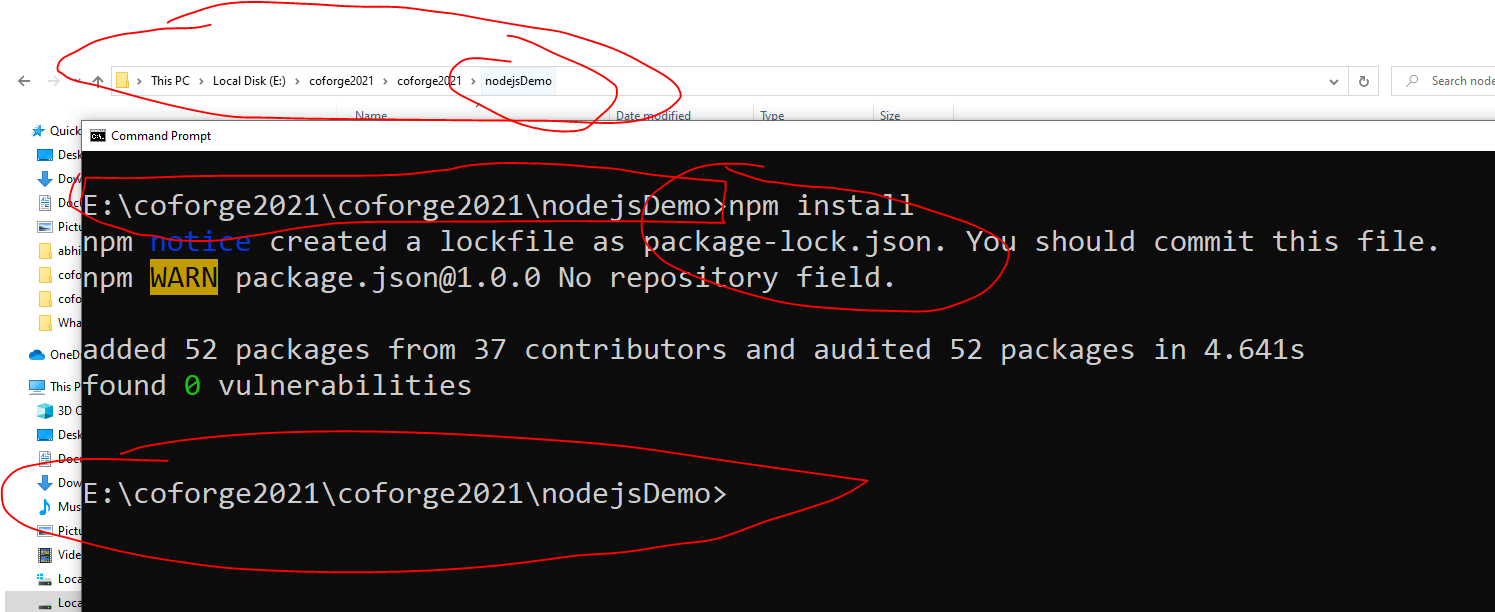 This PC > Local Disk (E:) > coforge2021 > coforge2021 > nodejsDemo
Name Date modified Type Size
Quick
Command Prompt
Desk
Dow
E:\coforge2021\coforge2021\nodejsDemo>npm install
Pictu
npm notice created a lockfile as package-lock.json. You should commit this file.
abhi
npm WARN package.json@1.0.0 No repository field.
cofo
cofo
Wha
added 52 packages from 37 contributors and audited 52 packages in 4.641s
OneD
found 0 vulnerabilities
This P
3D O
Desk
Docu
Dow
E:\coforge2021\coforge2021\nodejsDemo>
Mus
Pictu
Vide
Loca
Loca